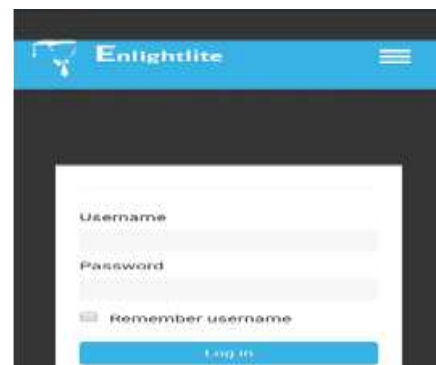 Enlightlite
Username
Password
Remember username
Log in